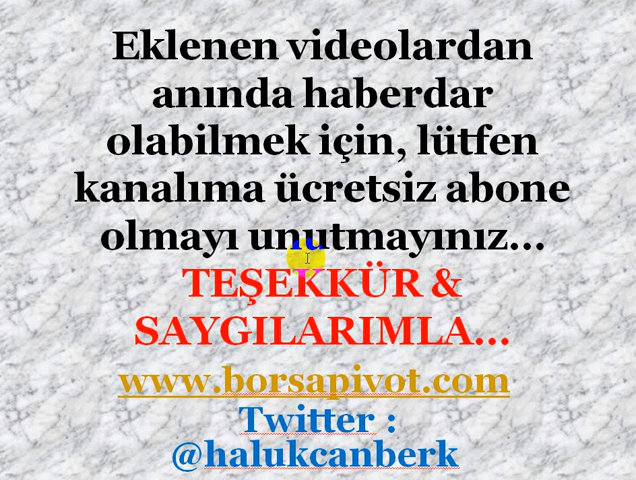 Eklenen videolardan
anında haberdar
olabilmek için, lütfen
kanalıma ücretsiz abone
olmayı unutmayınız...
TEŞEKKÜR &
SAYGILARIMLA...
www.borsapivot.com
Twitter :
@halukcanberk